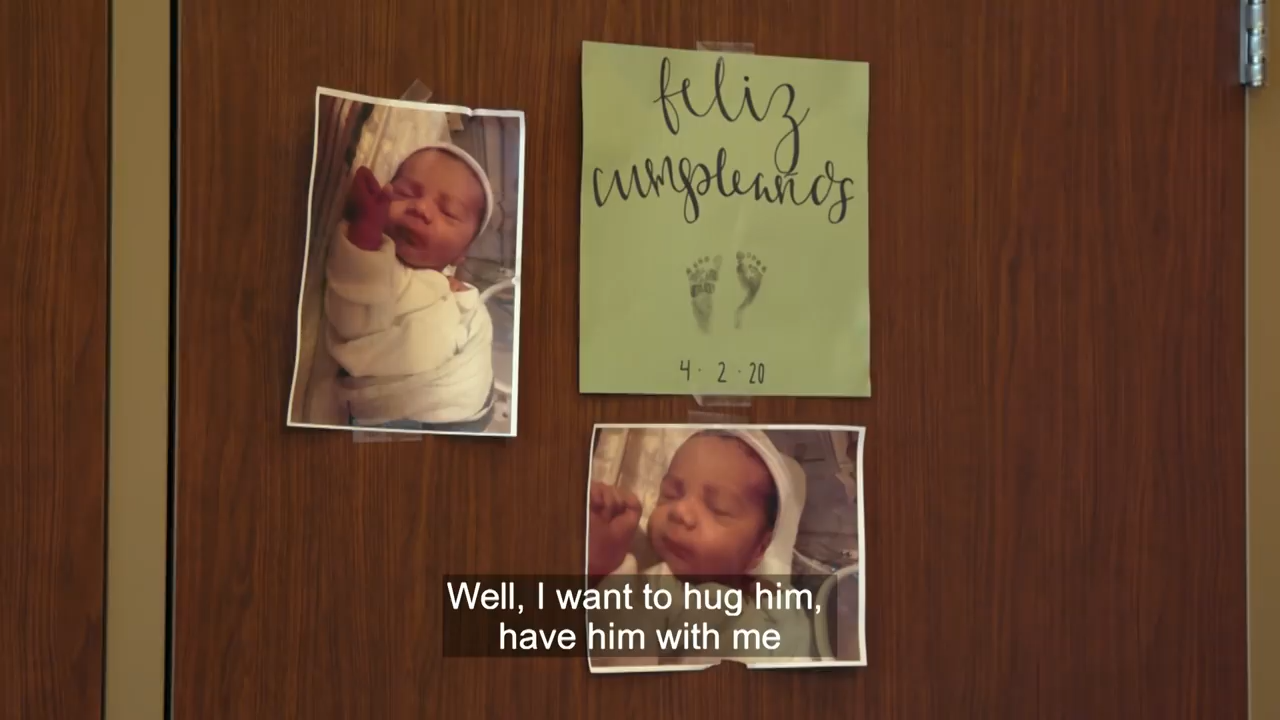 feliz
cumpleaños
4 · 2 · 20
Well, I want to hug him,
have him with me